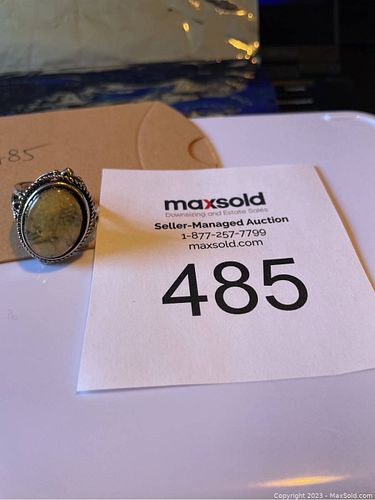 485
maxsold
Downsizing and Estate Sales
Seller-Managed Auction
1-877-257-7799
maxsold.com
485
Copyright 2023 - MaxSold.com